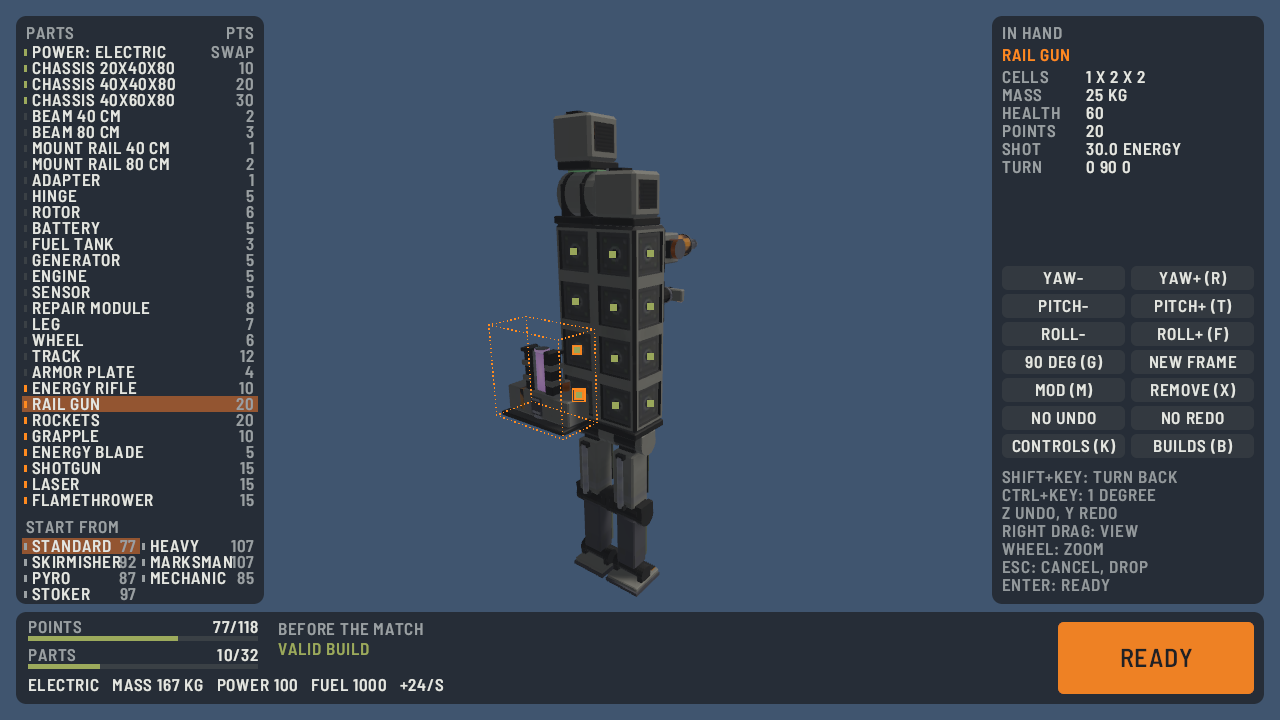 PARTS PTS
POWER: ELECTRIC SWAP
CHASSIS 20X40X80 10
CHASSIS 40X40X80 20
CHASSIS 40X60X80 30
BEAM 40 CM 2
BEAM 80 CM 3
MOUNT RAIL 40 CM 1
MOUNT RAIL 80 CM 2
ADAPTER 1
HINGE 5
ROTOR 6
BATTERY 5
FUEL TANK 3
GENERATOR 5
ENGINE 5
SENSOR 5
REPAIR MODULE 8
LEG 7
WHEEL 6
TRACK 12
ARMOR PLATE 4
ENERGY RIFLE 10
RAIL GUN 20
ROCKETS 20
GRAPPLE 10
ENERGY BLADE 5
SHOTGUN 15
LASER 15
FLAMETHROWER 15
START FROM
STANDARD 77 HEAVY 107
SKIRMISHER 92 MARKSMAN 107
PYRO 87 MECHANIC 85
STOKER 97
IN HAND
RAIL GUN
CELLS 1 X 2 X 2
MASS 25 KG
HEALTH 60
POINTS 20
SHOT 30.0 ENERGY
TURN 0 90 0
YAW- YAW+ (R)
PITCH- PITCH+ (T)
ROLL- ROLL+ (F)
90 DEG (G) NEW FRAME
MOD (M) REMOVE (X)
NO UNDO NO REDO
CONTROLS (K) BUILDS (B)
SHIFT+KEY: TURN BACK
CTRL+KEY: 1 DEGREE
Z UNDO, Y REDO
RIGHT DRAG: VIEW
WHEEL: ZOOM
ESC: CANCEL, DROP
ENTER: READY
POINTS 77/118
PARTS 10/32
BEFORE THE MATCH
VALID BUILD
ELECTRIC MASS 167 KG POWER 100 FUEL 1000 +24/S
READY